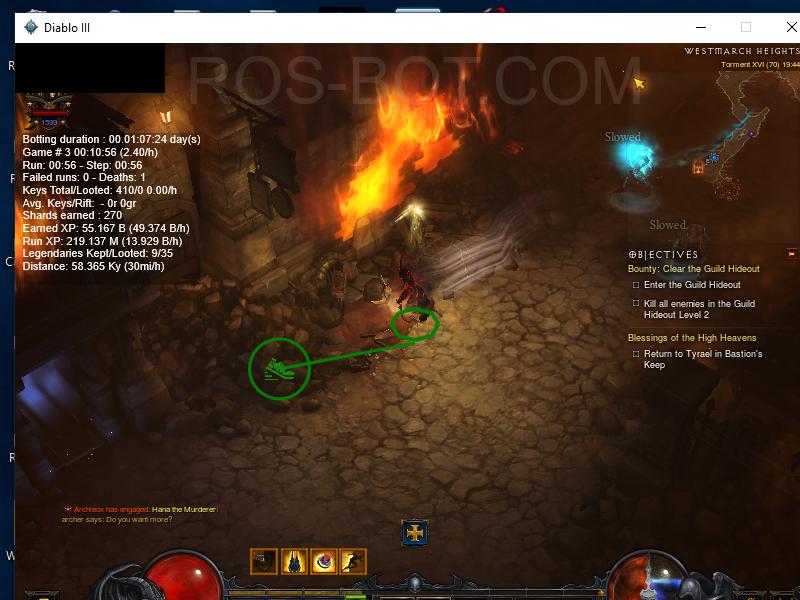 Diablo III
ROS-BOT.COM
WESTMARCH HEIGHTS
Torment XVI (70) 19:44
1599
Botting duration : 00.01:07:24 day(s)
Game # 3 00:10:56 (2.40/h)
Run: 00:56 - Step: 00:56
Failed runs: 0 - Deaths: 1
Keys Total/Looted: 410/0 0.00/h
Avg. Keys/Rift: - 0r 0gr
Shards earned : 270
Earned XP: 55.167 B (49.374 B/h)
Run XP: 219.137 M (13.929 B/h)
Legendaries Kept/Looted: 9/35
Distance: 58.365 Ky (30mi/h)
Slowed
Slowed
OBJECTIVES
Bounty: Clear the Guild Hideout
Enter the Guild Hideout
Kill all enemies in the Guild
Hideout Level 2
Blessings of the High Heavens
Return to Tyrael in Bastion's
Keep
Archleox has engaged: Hana the Murderer!
archer says: Do you want more?